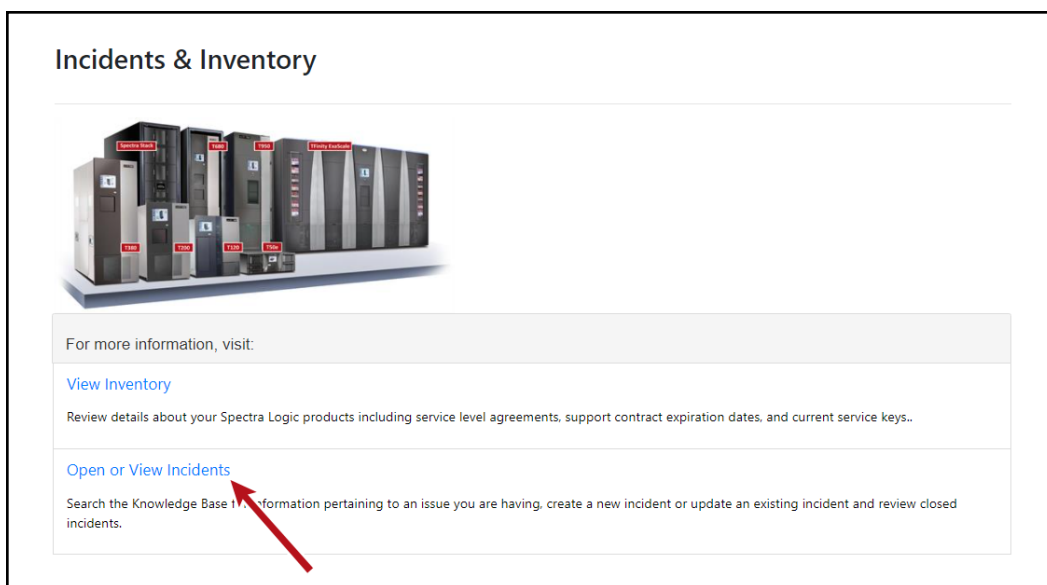 Incidents & Inventory
Spectra Stack
T680
T950
TFinity ExaScale
T380
T200
T120
T50e
For more information, visit:
View Inventory
Review details about your Spectra Logic products including service level agreements, support contract expiration dates, and current service keys..
Open or View Incidents
Search the Knowledge Base information pertaining to an issue you are having, create a new incident or update an existing incident and review closed
incidents.